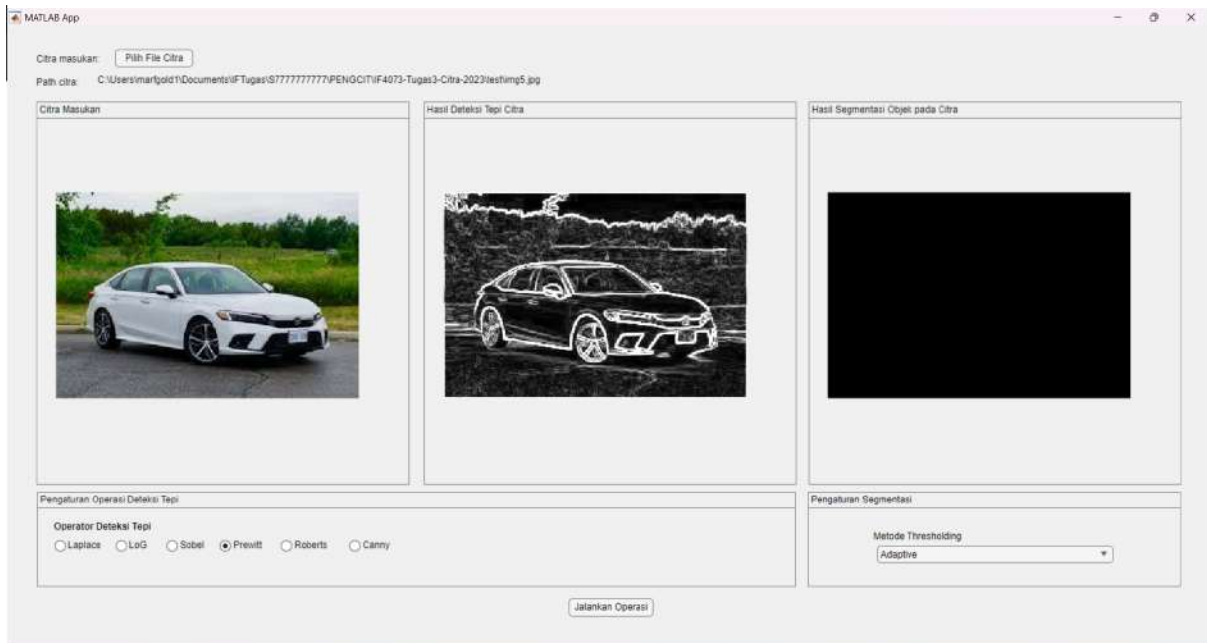 MATLAB App
Citra masukan: Pilih File Citra
Path citra: C:\Users\marfgold1\Documents\IFTugas\S7777777777\PENGCIT\IF4073-Tugas3-Citra-2023\test\img5.jpg
Citra Masukan
Hasil Deteksi Tepi Citra
Hasil Segmentasi Objek pada Citra
Pengaturan Operasi Deteksi Tepi
Pengaturan Segmentasi
Operator Deteksi Tepi
Laplace LoG Sobel Prewitt Roberts Canny
Metode Thresholding
Adaptive
Jalankan Operasi